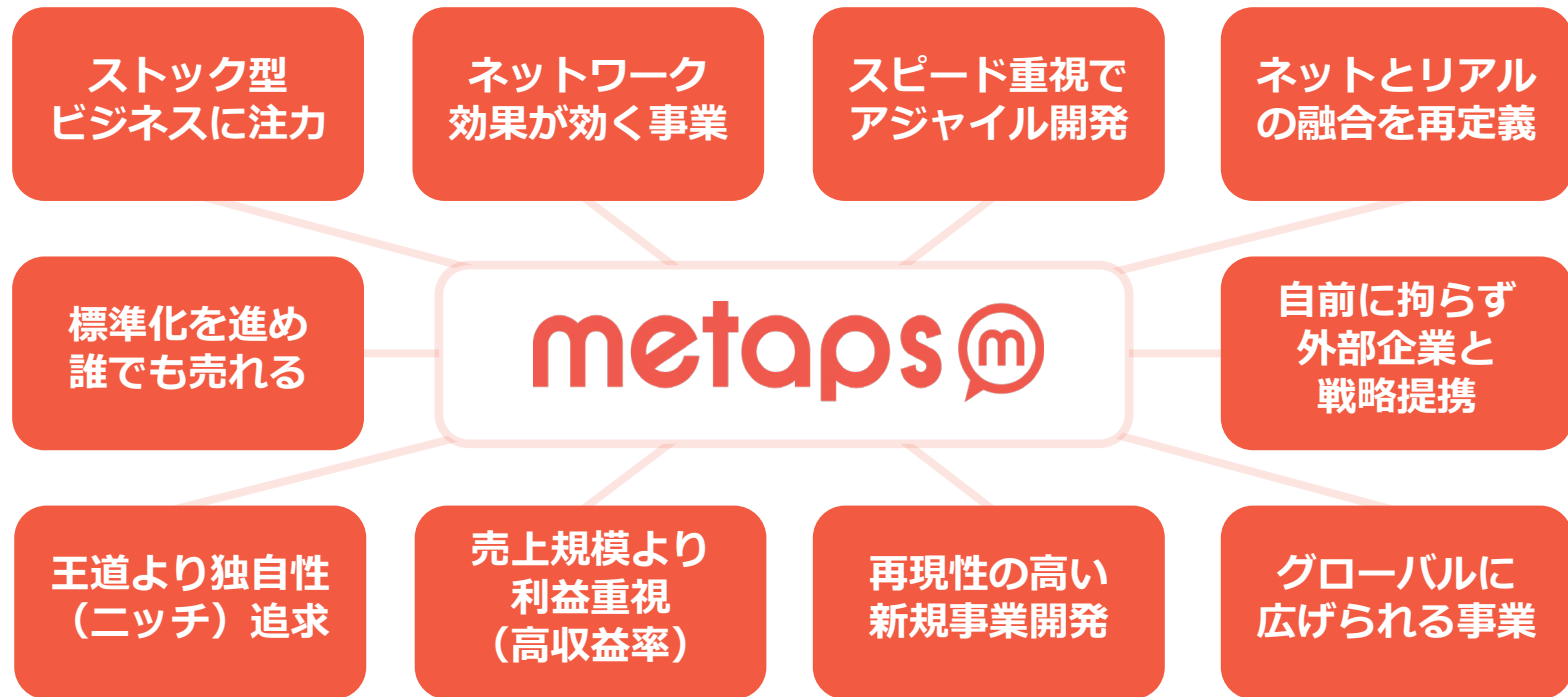 ストック型
ビジネスに注力
ネットワーク
効果が効く事業
スピード重視で
アジャイル開発
ネットとリアル
の融合を再定義
標準化を進め
誰でも売れる
metaps m
自前に拘らず
外部企業と
戦略提携
王道より独自性
（ニッチ）追求
売上規模より
利益重視
（高収益率）
再現性の高い
新規事業開発
グローバルに
広げられる事業